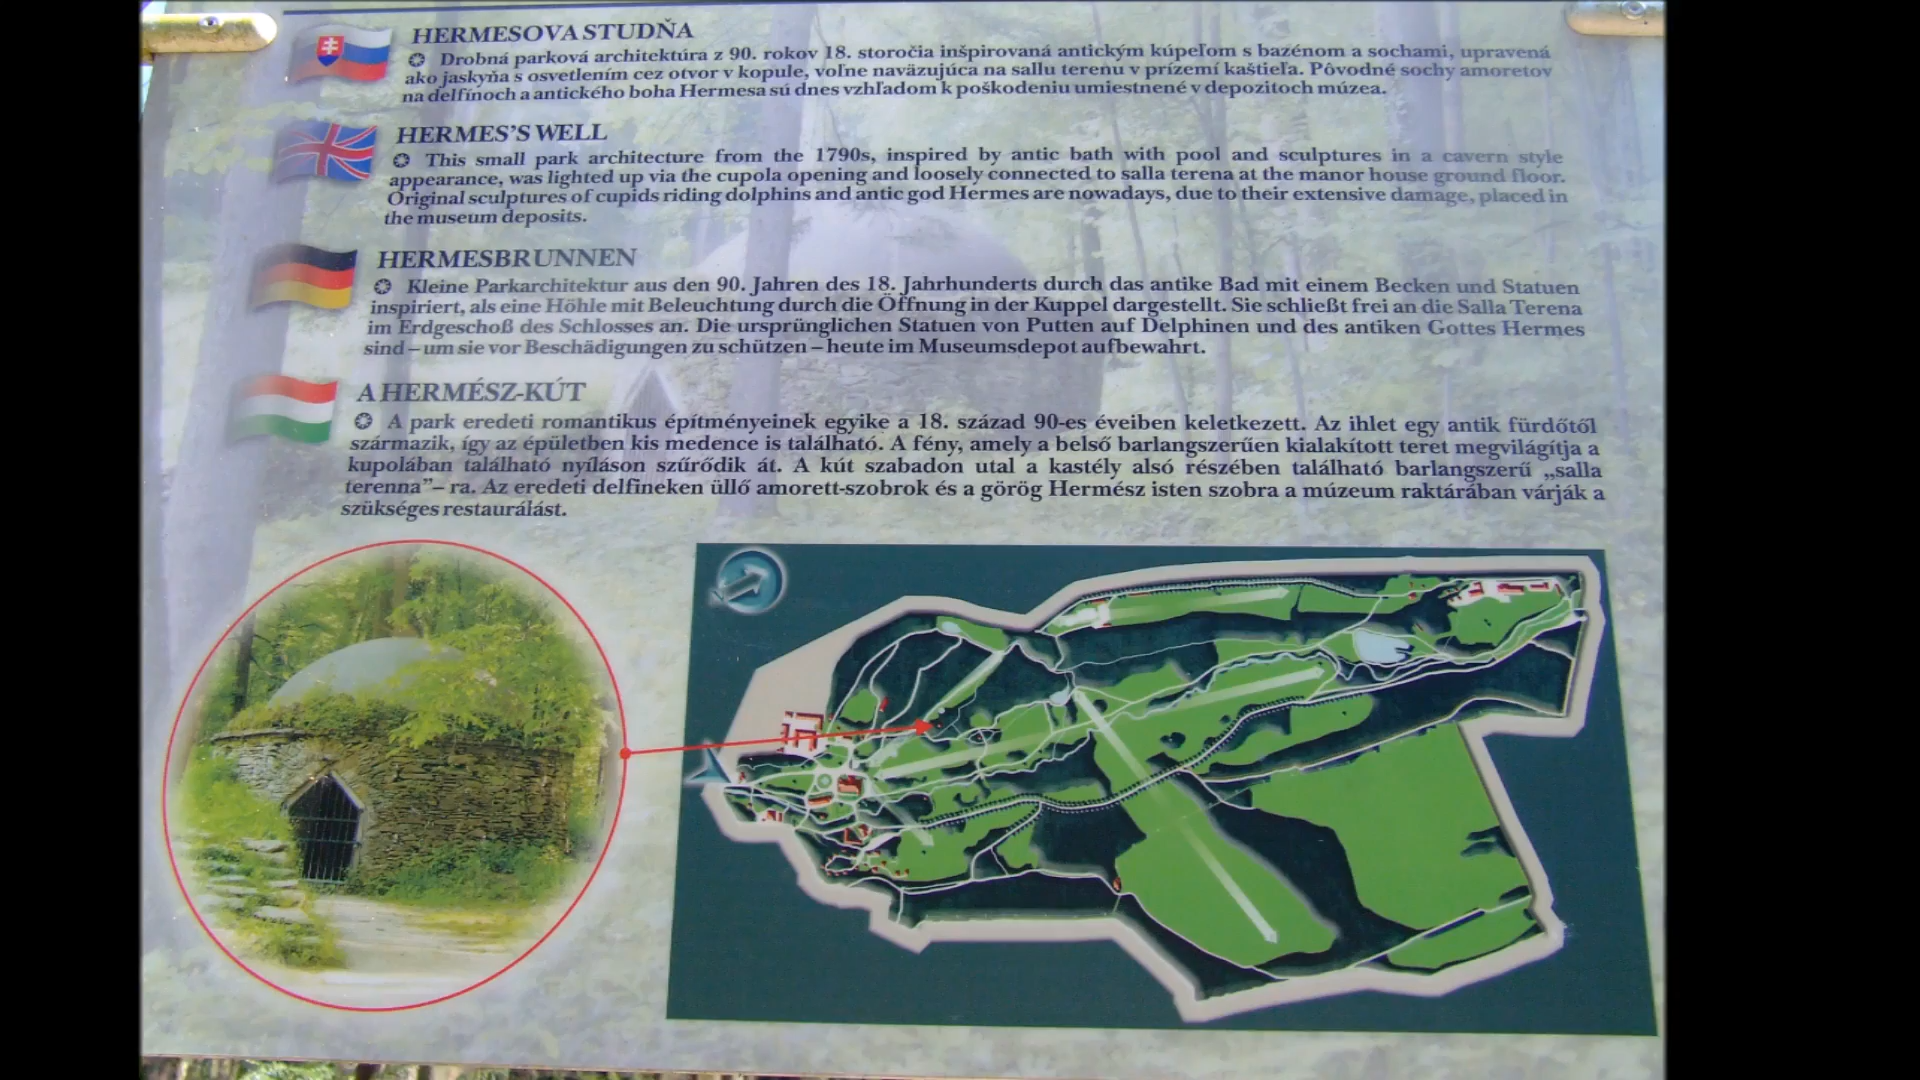 HERMESOVA STUDŇA
Drobná parková architektúra z 90. rokov 18. storočia inšpirovaná antickým kúpeľom s bazénom a sochami, upravená
ako jaskyňa s osvetlením cez otvor v kupole, voľne naväzujúca na sallu terenu v prízemí kaštieľa. Pôvodné sochy amoretov
na delfínoch a antického boha Hermesa sú dnes vzhľadom k poškodeniu umiestnené v depozitoch múzea.
HERMES'S WELL
This small park architecture from the 1790s, inspired by antic bath with pool and sculptures in a cavern style
appearance, was lighted up via the cupola opening and loosely connected to salla terena at the manor house ground floor.
Original sculptures of cupids riding dolphins and antic god Hermes are nowadays, due to their extensive damage, placed in
the museum deposits.
HERMESBRUNNEN
Kleine Parkarchitektur aus den 90. Jahren des 18. Jahrhunderts durch das antike Bad mit einem Becken und Statuen
inspiriert, als eine Höhle mit Beleuchtung durch die Öffnung in der Kuppel dargestellt. Sie schließt frei an die Salla Terena
im Erdgeschoß des Schlosses an. Die ursprünglichen Statuen von Putten auf Delphinen und des antiken Gottes Hermes
sind – um sie vor Beschädigungen zu schützen – heute im Museumsdepot aufbewahrt.
A HERMÉSZ-KÚT
A park eredeti romantikus építményeinek egyike a 18. század 90-es éveiben keletkezett. Az ihlet egy antik fürdőtől
származik, így az épületben kis medence is található. A fény, amely a belső barlangszerűen kialakított teret megvilágítja a
kupolában található nyíláson szűrődik át. A kút szabadon utal a kastély alsó részében található barlangszerű „salla
terenna”– ra. Az eredeti delfineken üllő amorett-szobrok és a görög Hermész isten szobra a múzeum raktárában várják a
szükséges restaurálást.